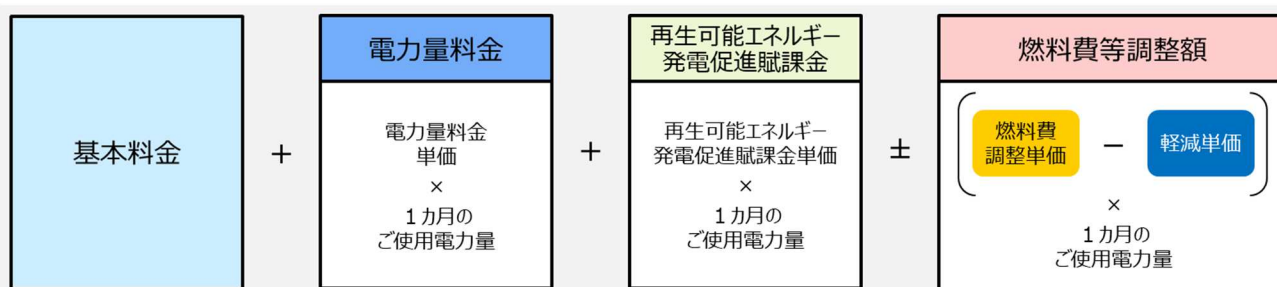 基本料金
+
電力量料金
電力量料金
単価
×
1カ月の
ご使用電力量
+
再生可能エネルギー
発電促進賦課金
再生可能エネルギー
発電促進賦課金単価
×
1カ月の
ご使用電力量
±
燃料費等調整額
燃料費
調整単価
－
軽減単価
×
1カ月の
ご使用電力量